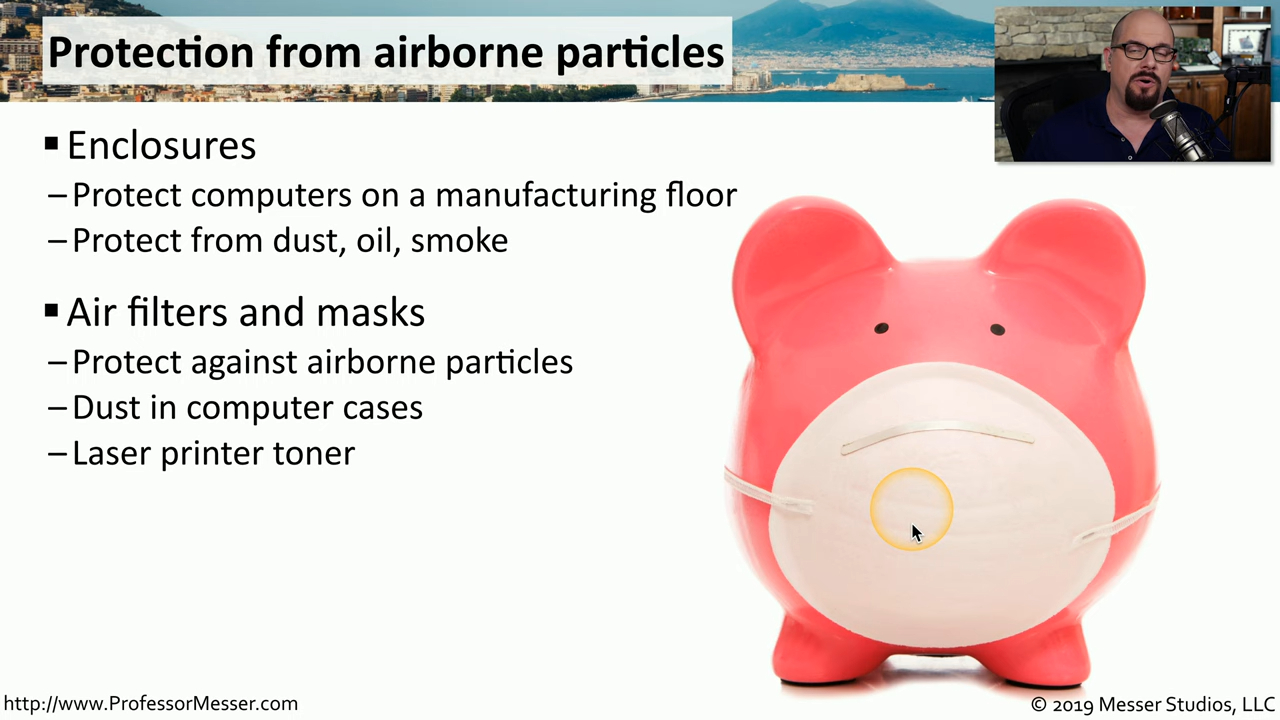 Protection from airborne particles
▪ Enclosures
– Protect computers on a manufacturing floor
– Protect from dust, oil, smoke
▪ Air filters and masks
– Protect against airborne particles
– Dust in computer cases
– Laser printer toner
http://www.ProfessorMesser.com
© 2019 Messer Studios, LLC